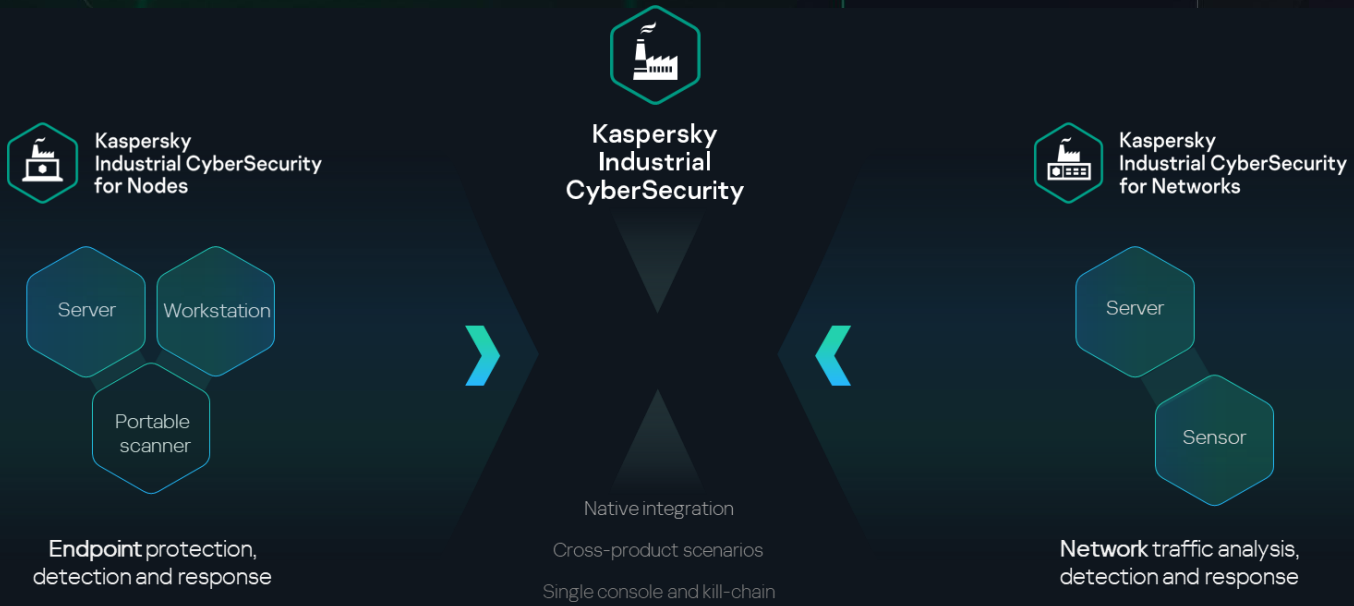 Kaspersky
Industrial
CyberSecurity
Kaspersky
Industrial CyberSecurity
for Nodes
Server
Workstation
Portable
scanner
Endpoint protection,
detection and response
Native integration
Cross-product scenarios
Single console and kill-chain
Kaspersky
Industrial CyberSecurity
for Networks
Server
Sensor
Network traffic analysis,
detection and response